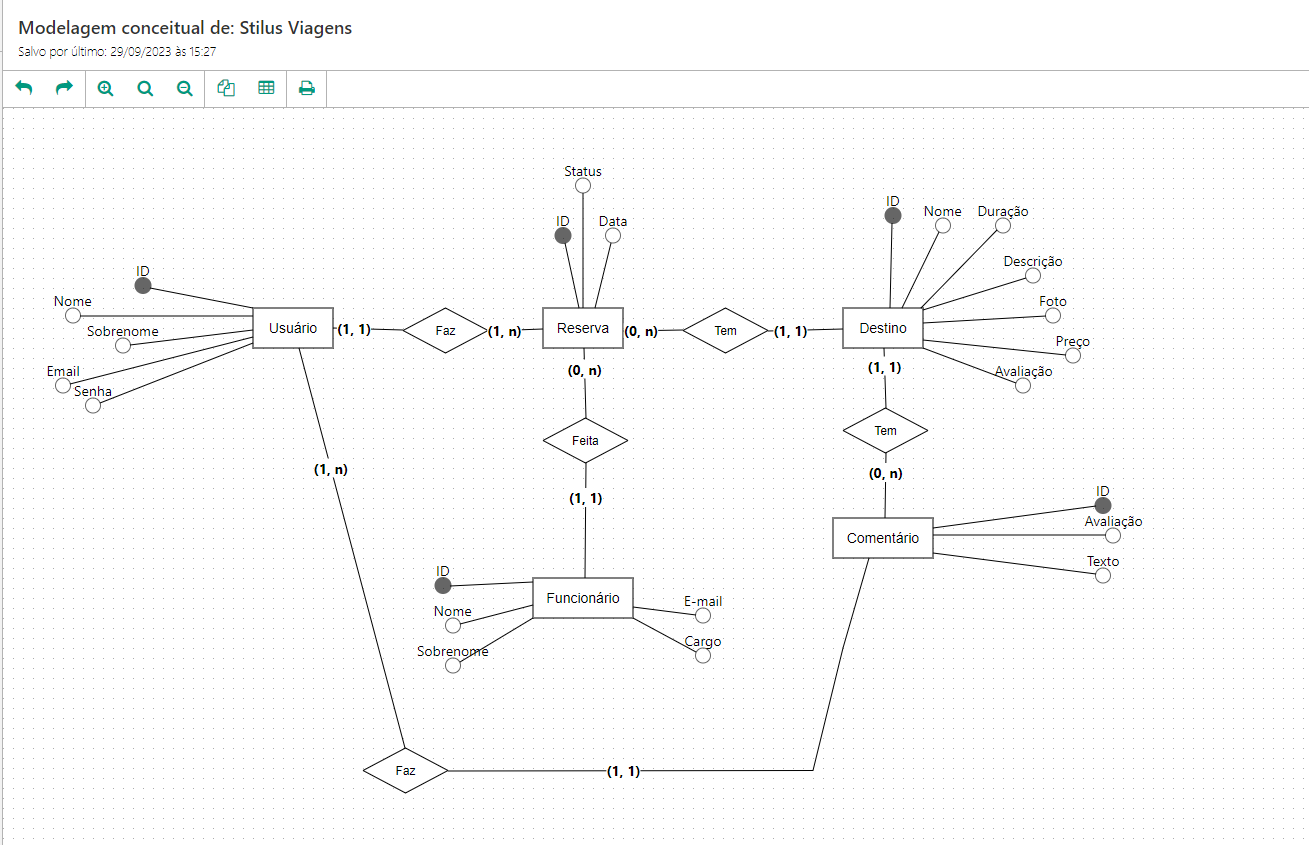 Modelagem conceitual de: Stilus Viagens
Salvo por último: 29/09/2023 às 15:27
Status
ID
Data
ID
Nome
Duração
Descrição
Foto
Preço
Avaliação
ID
Nome
Sobrenome
Email
Senha
Usuário
(1, 1)
Faz
(1, n)
Reserva
(0, n)
Tem
(1, 1)
Destino
(0, n)
Feita
(1, 1)
(1, 1)
Tem
(0, n)
(1, n)
ID
Avaliação
Texto
Comentário
ID
Nome
Sobrenome
Funcionário
E-mail
Cargo
Faz
(1, 1)